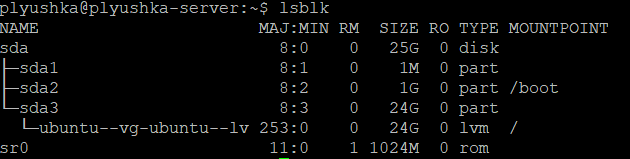 plyushka@plyushka-server:~$ lsblk
NAME MAJ:MIN RM SIZE RO TYPE MOUNTPOINT
sda 8:0 0 25G 0 disk
├─sda1 8:1 0 1M 0 part
├─sda2 8:2 0 1G 0 part /boot
└─sda3 8:3 0 24G 0 part
└─ubuntu--vg-ubuntu--lv 253:0 0 24G 0 lvm /
sr0 11:0 1 1024M 0 rom